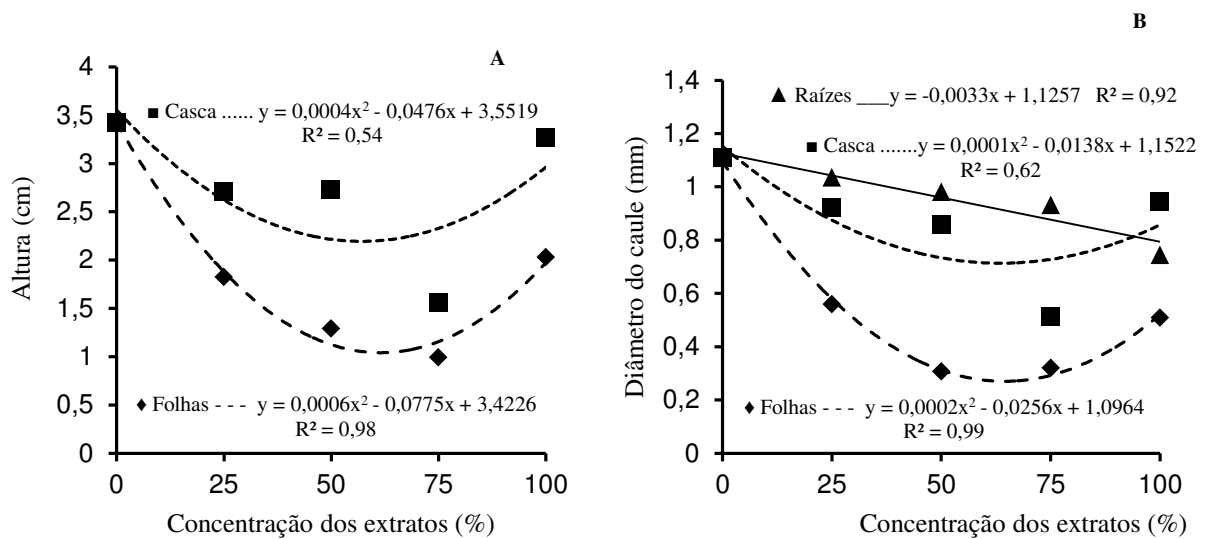 A
4
3,5
3
2,5
2
1,5
1
0,5
0
Altura (cm)
■ Casca ...... y = 0,0004x² - 0,0476x + 3,5519
R² = 0,54
♦ Folhas - - - y = 0,0006x² - 0,0775x + 3,4226
R² = 0,98
0 25 50 75 100
Concentração dos extratos (%)
B
1,4
1,2
1
0,8
0,6
0,4
0,2
0
Diâmetro do caule (mm)
▲ Raízes ___y = -0,0033x + 1,1257 R² = 0,92
■ Casca .......y = 0,0001x² - 0,0138x + 1,1522
R² = 0,62
♦ Folhas - - - y = 0,0002x² - 0,0256x + 1,0964
R² = 0,99
0 25 50 75 100
Concentração dos extratos (%)